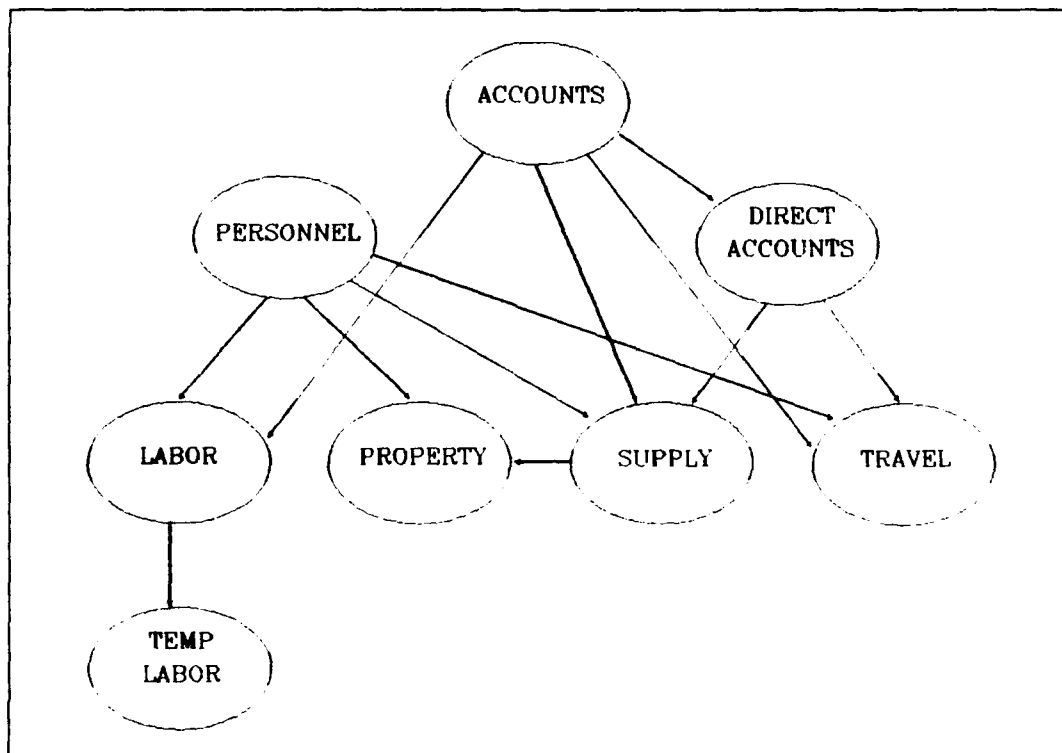 ACCOUNTS
PERSONNEL
DIRECT
ACCOUNTS
LABOR
PROPERTY
SUPPLY
TRAVEL
TEMP
LABOR